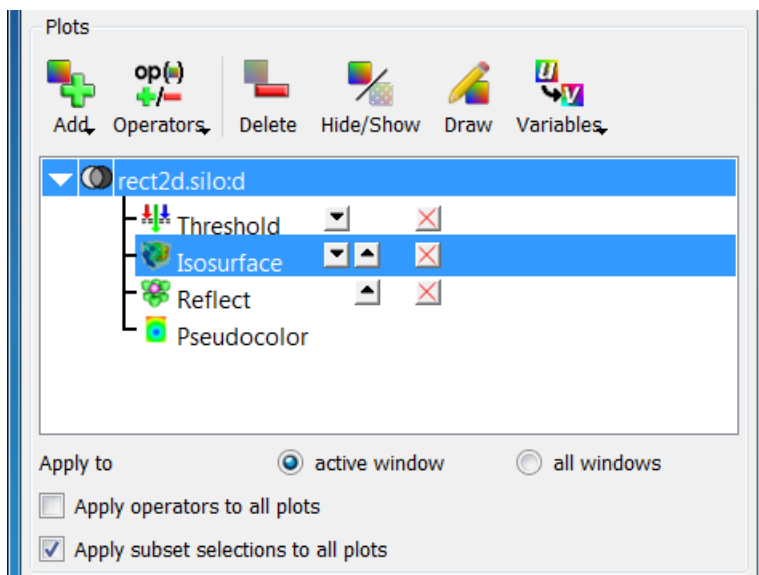 Plots
op( )
+/-
Add Operators Delete Hide/Show Draw Variables
u
v
rect2d.silo:d
Threshold
Isosurface
Reflect
Pseudocolor
Apply to active window all windows
Apply operators to all plots
Apply subset selections to all plots